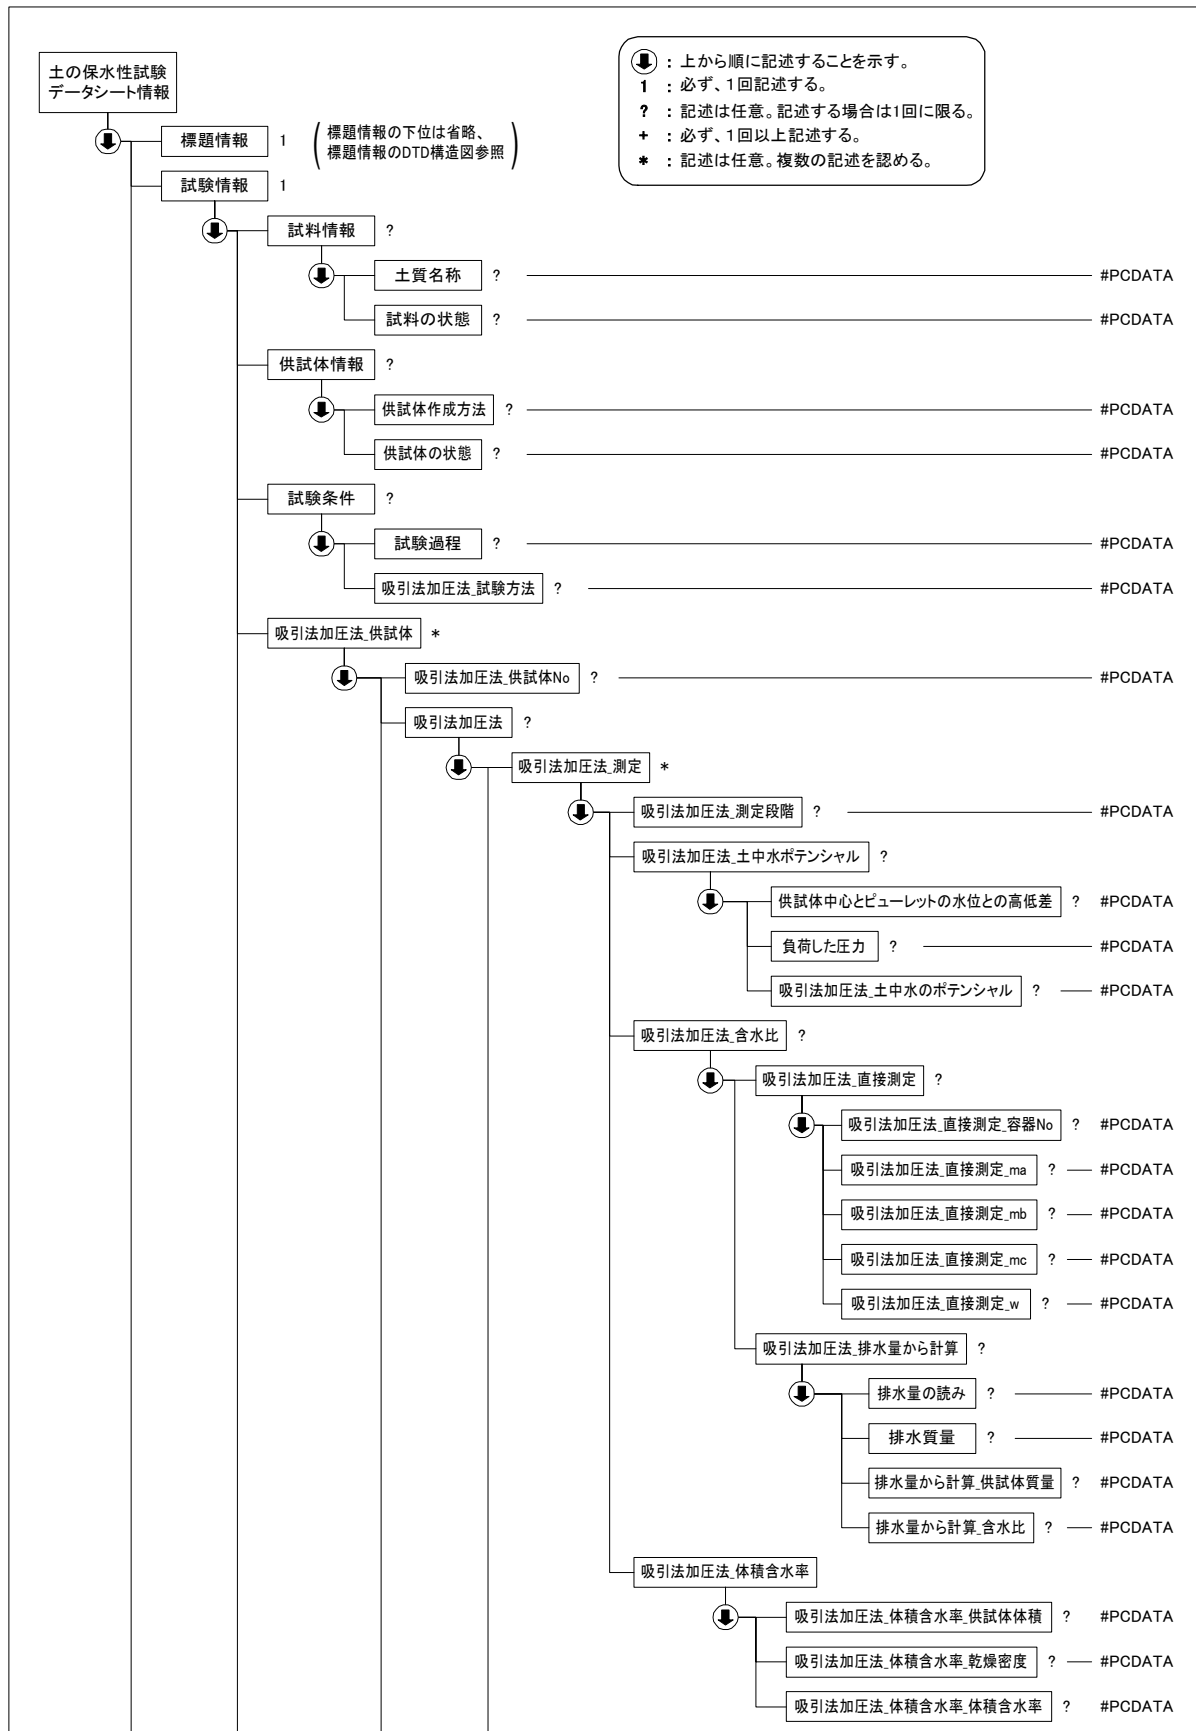 土の保水性試験
データシート情報
： 上から順に記述することを示す。
1 ： 必ず、1回記述する。
? ： 記述は任意。記述する場合は1回に限る。
+ ： 必ず、1回以上記述する。
* ： 記述は任意。複数の記述を認める。
標題情報 1
標題情報の下位は省略、
標題情報のDTD構造図参照
試験情報 1
試料情報 ?
土質名称 ? #PCDATA
試料の状態 ? #PCDATA
供試体情報 ?
供試体作成方法 ? #PCDATA
供試体の状態 ? #PCDATA
試験条件 ?
試験過程 ? #PCDATA
吸引法加圧法_試験方法 ? #PCDATA
吸引法加圧法_供試体 *
吸引法加圧法_供試体No ? #PCDATA
吸引法加圧法 ?
吸引法加圧法_測定 *
吸引法加圧法_測定段階 ? #PCDATA
吸引法加圧法_土中水ポテンシャル ?
供試体中心とピューレットの水位との高低差 ? #PCDATA
負荷した圧力 ? #PCDATA
吸引法加圧法_土中水のポテンシャル ? #PCDATA
吸引法加圧法_含水比 ?
吸引法加圧法_直接測定 ?
吸引法加圧法_直接測定_容器No ? #PCDATA
吸引法加圧法_直接測定_ma ? #PCDATA
吸引法加圧法_直接測定_mb ? #PCDATA
吸引法加圧法_直接測定_mc ? #PCDATA
吸引法加圧法_直接測定_w ? #PCDATA
吸引法加圧法_排水量から計算 ?
排水量の読み ? #PCDATA
排水質量 ? #PCDATA
排水量から計算_供試体質量 ? #PCDATA
排水量から計算_含水比 ? #PCDATA
吸引法加圧法_体積含水率
吸引法加圧法_体積含水率_供試体体積 ? #PCDATA
吸引法加圧法_体積含水率_乾燥密度 ? #PCDATA
吸引法加圧法_体積含水率_体積含水率 ? #PCDATA